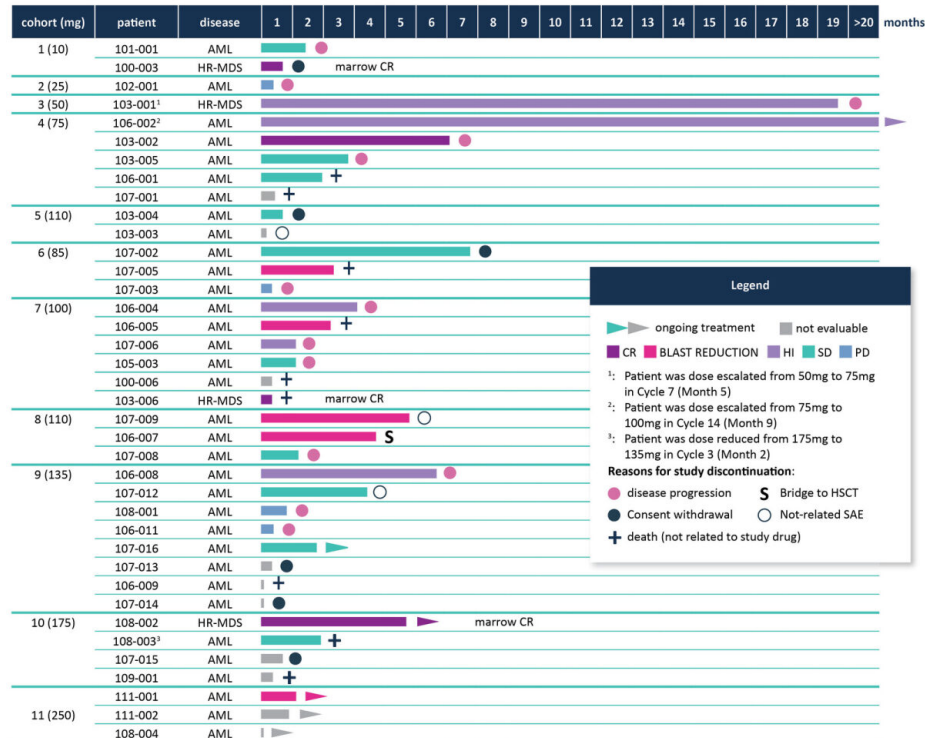 cohort (mg) patient disease 1 2 3 4 5 6 7 8 9 10 11 12 13 14 15 16 17 18 19 >20 months
1 (10) 101-001 AML
100-003 HR-MDS marrow CR
2 (25) 102-001 AML
3 (50) 103-001¹ HR-MDS
4 (75) 106-002² AML
103-002 AML
103-005 AML
106-001 AML
107-001 AML
5 (110) 103-004 AML
103-003 AML
6 (85) 107-002 AML
107-005 AML
107-003 AML
7 (100) 106-004 AML
106-005 AML
107-006 AML
105-003 AML
100-006 AML
103-006 HR-MDS marrow CR
8 (110) 107-009 AML
106-007 AML S
107-008 AML
9 (135) 106-008 AML
107-012 AML
108-001 AML
106-011 AML
107-016 AML
107-013 AML
106-009 AML
107-014 AML
10 (175) 108-002 HR-MDS marrow CR
108-003³ AML
107-015 AML
109-001 AML
111-001 AML
11 (250) 111-002 AML
108-004 AML
Legend
ongoing treatment not evaluable
CR BLAST REDUCTION HI SD PD
¹: Patient was dose escalated from 50mg to 75mg
in Cycle 7 (Month 5)
²: Patient was dose escalated from 75mg to
100mg in Cycle 14 (Month 9)
³: Patient was dose reduced from 175mg to
135mg in Cycle 3 (Month 2)
Reasons for study discontinuation:
disease progression S Bridge to HSCT
Consent withdrawal Not-related SAE
death (not related to study drug)